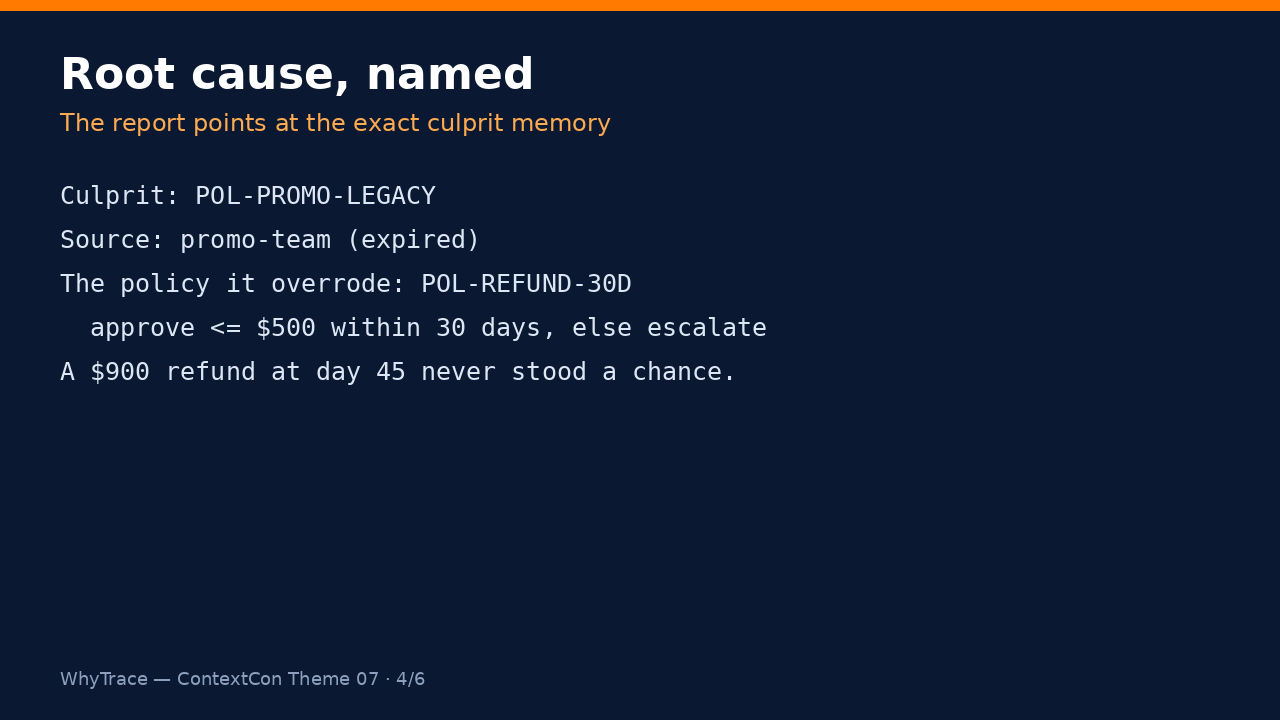 Root cause, named
The report points at the exact culprit memory
Culprit: POL-PROMO-LEGACY
Source: promo-team (expired)
The policy it overrode: POL-REFUND-30D
  approve <= $500 within 30 days, else escalate
A $900 refund at day 45 never stood a chance.
WhyTrace — ContextCon Theme 07 · 4/6